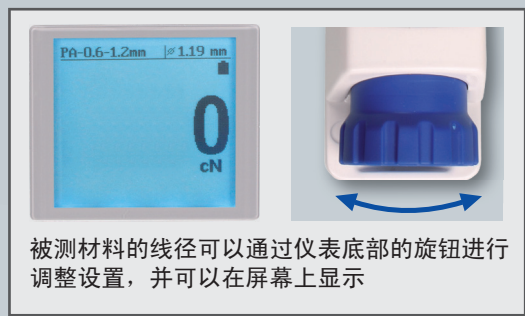 PA-0.6-1.2mm ⌀ 1.19 mm
0
cN
被测材料的线径可以通过仪表底部的旋钮进行
调整设置，并可以在屏幕上显示